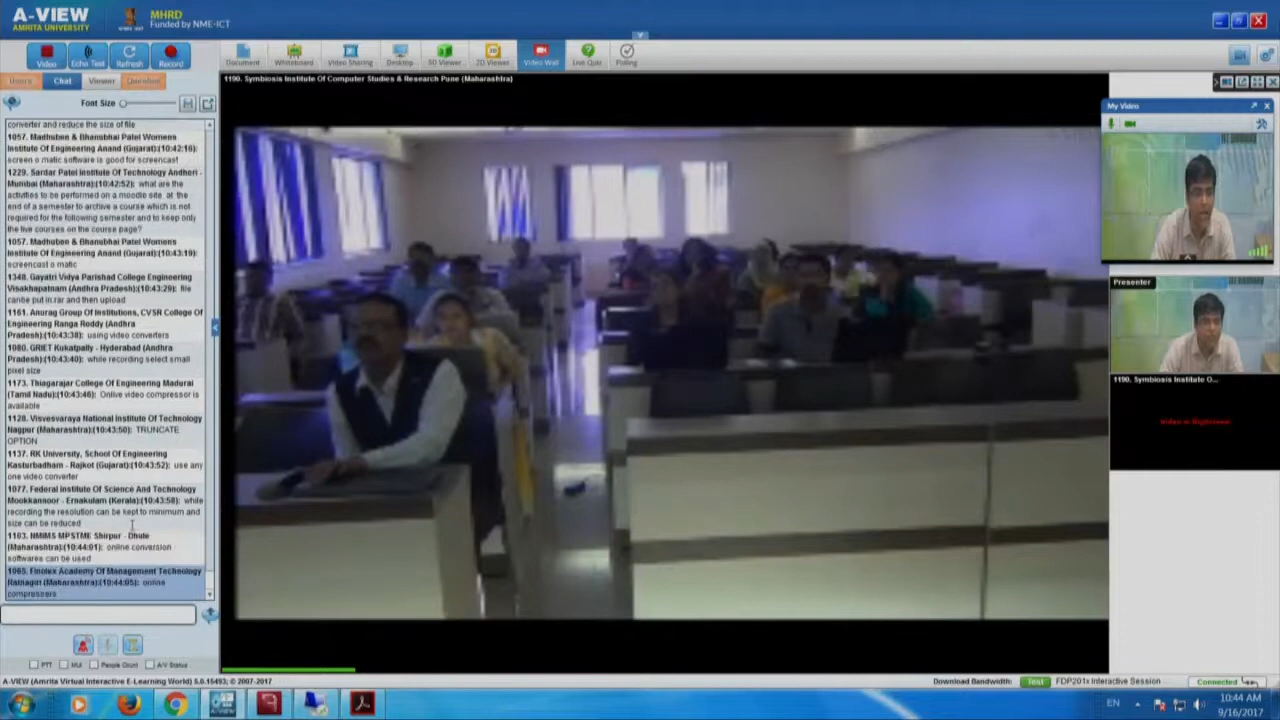 A-VIEW
AMRITA UNIVERSITY
MHRD
Funded by NME-ICT
Video
Echo Test
Refresh
Record
Document
Whiteboard
Video Sharing
Desktop
3D Viewer
2D Viewer
Video Wall
Live Quiz
Polling
Users
Chat
Viewer
Question
Font Size
1190. Symbiosis Institute Of Computer Studies & Research Pune (Maharashtra)
converter and reduce the size of file
1057. Madhuben & Bhanubhai Patel Womens
Institute Of Engineering Anand (Gujarat):(10:42:16):
screen o matic software is good for screencast
1229. Sardar Patel Institute Of Technology Andheri -
Mumbai (Maharashtra):(10:42:52): what are the
activities to be performed on a moodle site at the
end of a semester to archive a course which is not
required for the following semester and to keep only
the live courses on the course page?
1057. Madhuben & Bhanubhai Patel Womens
Institute Of Engineering Anand (Gujarat):(10:43:19):
screencast o matic
1348. Gayatri Vidya Parishad College Engineering
Visakhapatnam (Andhra Pradesh):(10:43:29): file
canbe put in.rar and then upload
1161. Anurag Group Of Institutions, CVSR College Of
Engineering Ranga Reddy (Andhra
Pradesh):(10:43:38): using video converters
1080. GRIET Kukatpally - Hyderabad (Andhra
Pradesh):(10:43:40): while recording select small
pixel size
1173. Thiagarajar College Of Engineering Madurai
(Tamil Nadu):(10:43:46): Onlive video compressor is
available
1128. Visvesvaraya National Institute Of Technology
Nagpur (Maharashtra):(10:43:50): TRUNCATE
OPTION
1137. RK University, School Of Engineering
Kasturbadham - Rajkot (Gujarat):(10:43:52): use any
one video converter
1077. Federal Institute Of Science And Technology
Mookkannoor - Ernakulam (Kerala):(10:43:58): while
recording the resolution can be kept to minimum and
size can be reduced
1103. NMIMS MPSTME Shirpur - Dhule
(Maharashtra):(10:44:01): online conversion
softwares can be used
1065. Finolex Academy Of Management Technology
Ratnagiri (Maharashtra):(10:44:05): online
compressers
PTT
MUI
People Count
A/V Status
My Video
Presenter
1190. Symbiosis Institute O...
A-VIEW (Amrita Virtual Interactive E-Learning World) 5.0.15493; © 2007-2017
Download Bandwidth:
Test
FDP201x Interactive Session
Connected
EN
10:44 AM
9/16/2017